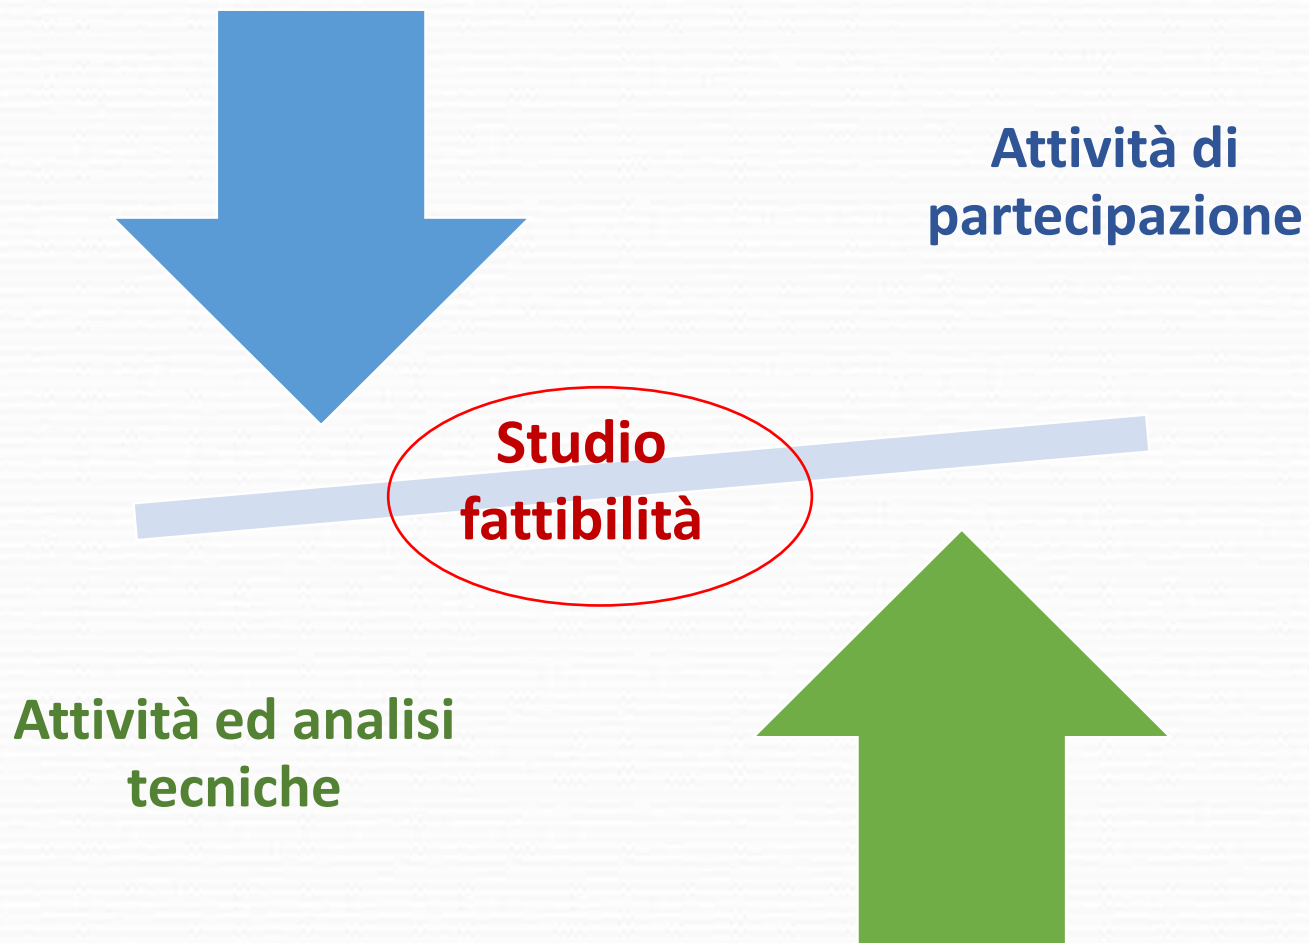 Attività di
partecipazione
Studio
fattibilità
Attività ed analisi
tecniche